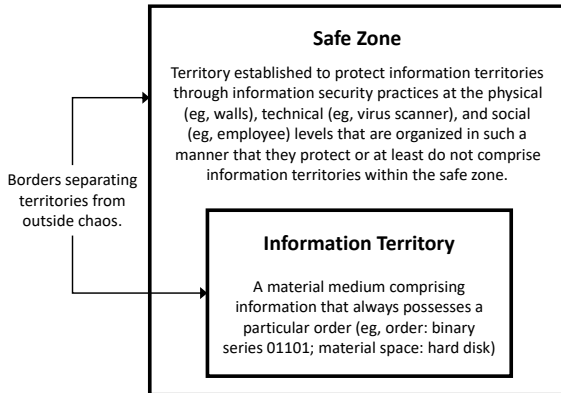 Safe Zone
Territory established to protect information territories
through information security practices at the physical
(eg, walls), technical (eg, virus scanner), and social
(eg, employee) levels that are organized in such a
manner that they protect or at least do not comprise
information territories within the safe zone.
Borders separating
territories from
outside chaos.
Information Territory
A material medium comprising
information that always possesses a
particular order (eg, order: binary
series 01101; material space: hard disk)